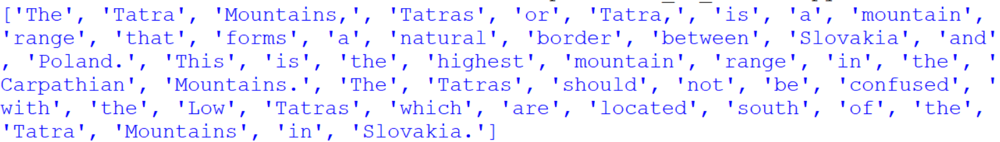 ['The', 'Tatra', 'Mountains,', 'Tatras', 'or', 'Tatra,', 'is', 'a', 'mountain',
'range', 'that', 'forms', 'a', 'natural', 'border', 'between', 'Slovakia', 'and'
, 'Poland.', 'This', 'is', 'the', 'highest', 'mountain', 'range', 'in', 'the', '
Carpathian', 'Mountains.', 'The', 'Tatras', 'should', 'not', 'be', 'confused', '
with', 'the', 'Low', 'Tatras', 'which', 'are', 'located', 'south', 'of', 'the',
'Tatra', 'Mountains', 'in', 'Slovakia.']